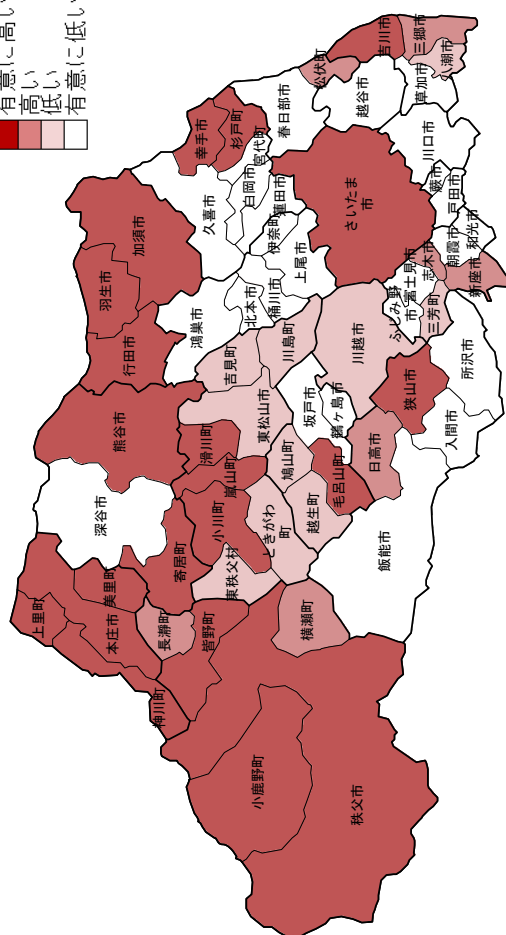 有意に高い
高い
低い
有意に低い
上里町
美里町
本庄市
神川町
深谷市
熊谷市
寄居町
長瀞町
皆野町
小鹿野町
秩父市
横瀬町
東秩父村
小川町
嵐山町
滑川町
ときがわ
町
行田市
羽生市
加須市
鴻巣市
吉見町
東松山市
川島町
鳩山町
越生町
毛呂山町
坂戸市
鶴ヶ島市
日高市
飯能市
川越市
狭山市
入間市
所沢市
北本市
桶川市
上尾市
伊奈町
蓮田市
白岡市
久喜市
幸手市
杉戸町
宮代町
春日部市
さいたま
市
松伏町
越谷市
吉川市
三郷市
八潮市
草加市
川口市
蕨市
戸田市
和光市
朝霞市
志木市
新座市
富士見市
ふじみ野
市
三芳町